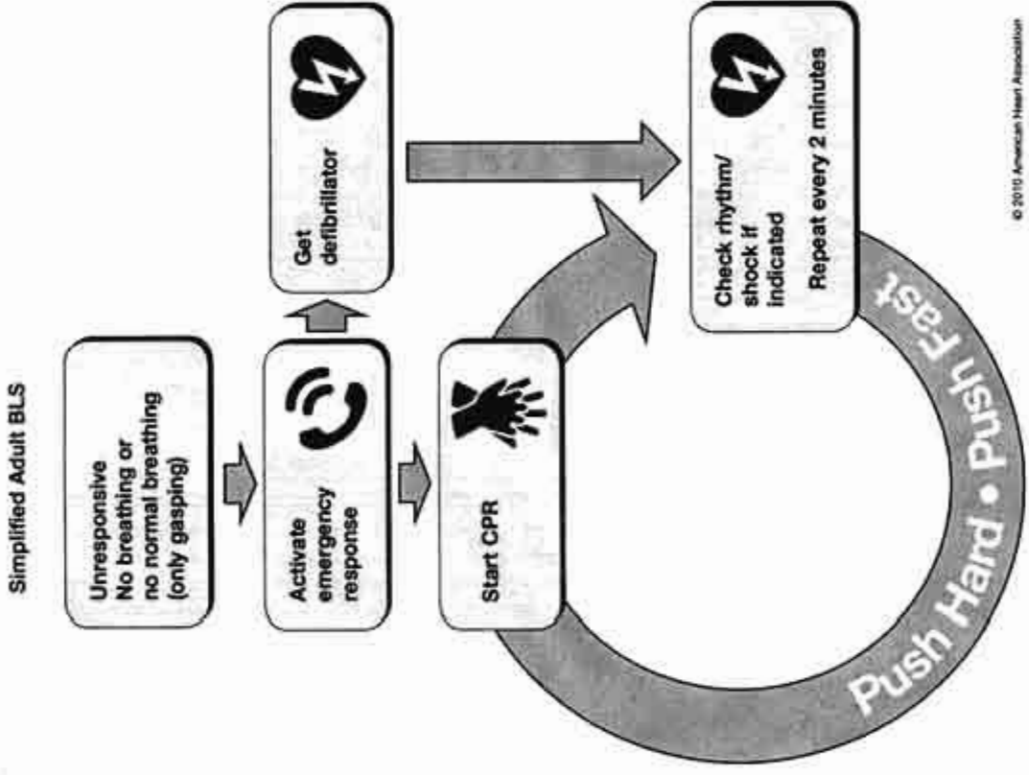 Simplified Adult BLS
Unresponsive
No breathing or
no normal breathing
(only gasping)
Activate
emergency
response
Get
defibrillator
Start CPR
Check rhythm/
shock if
indicated
Repeat every 2 minutes
Push Hard • Push Fast
© 2010 American Heart Association